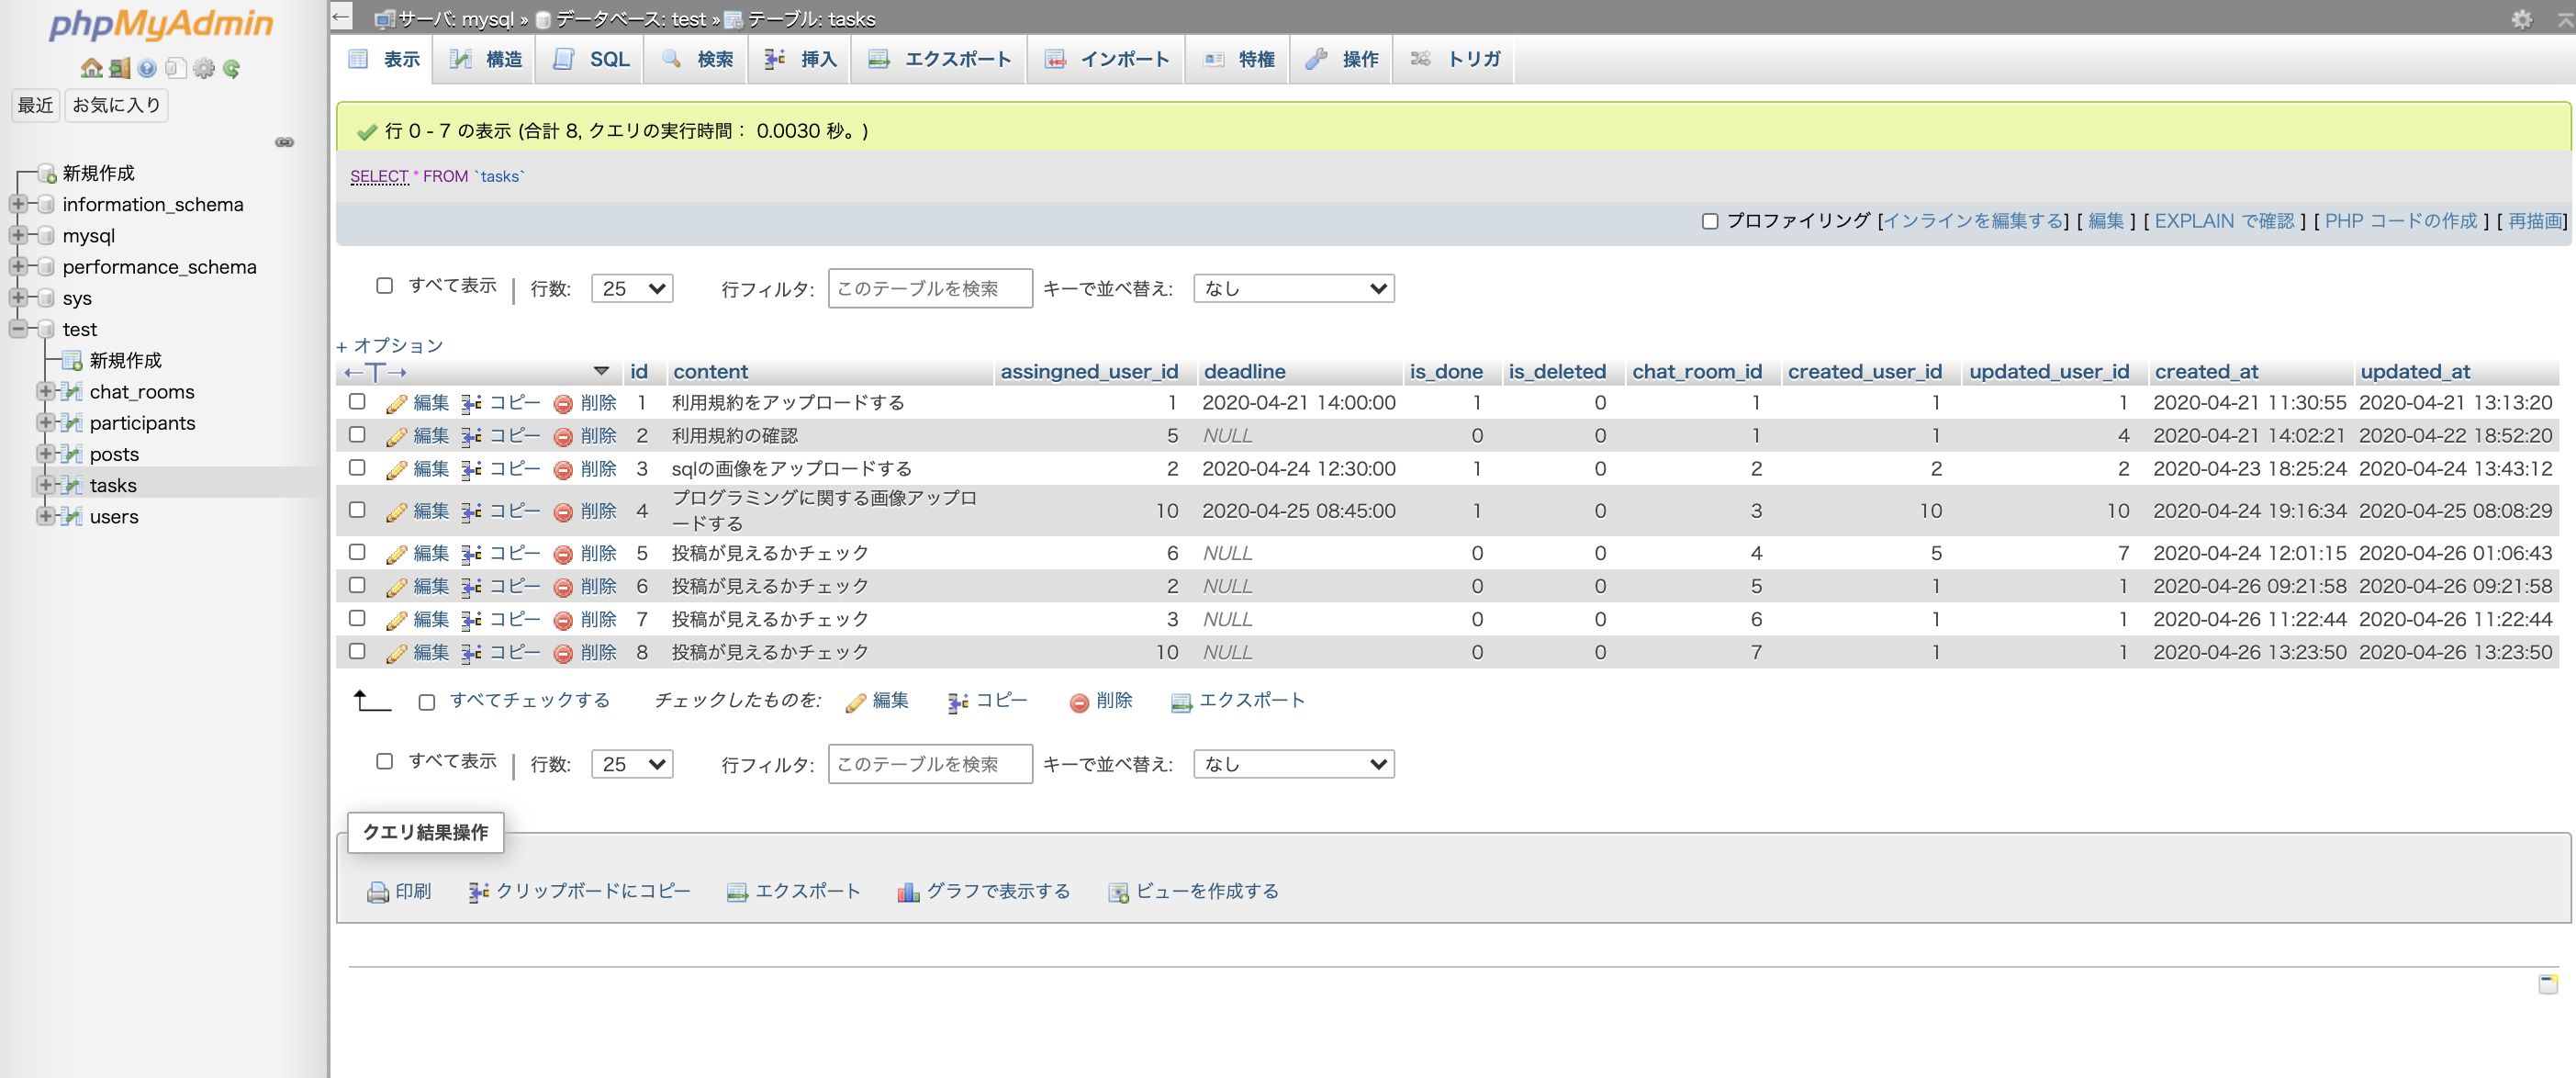 phpMyAdmin
最近 お気に入り
新規作成
information_schema
mysql
performance_schema
sys
test
新規作成
chat_rooms
participants
posts
tasks
users
サーバ: mysql » データベース: test » テーブル: tasks
表示 構造 SQL 検索 挿入 エクスポート インポート 特権 操作 トリガ
行 0 - 7 の表示 (合計 8, クエリの実行時間： 0.0030 秒。)
SELECT * FROM `tasks`
プロファイリング [インラインを編集する] [ 編集 ] [ EXPLAIN で確認 ] [ PHP コードの作成 ] [ 再描画]
すべて表示 | 行数: 25 行フィルタ: このテーブルを検索 キーで並べ替え: なし
+ オプション
←T→ id content assingned_user_id deadline is_done is_deleted chat_room_id created_user_id updated_user_id created_at updated_at
編集 コピー 削除 1 利用規約をアップロードする 1 2020-04-21 14:00:00 1 0 1 1 1 2020-04-21 11:30:55 2020-04-21 13:13:20
編集 コピー 削除 2 利用規約の確認 5 NULL 0 0 1 1 4 2020-04-21 14:02:21 2020-04-22 18:52:20
編集 コピー 削除 3 sqlの画像をアップロードする 2 2020-04-24 12:30:00 1 0 2 2 2 2020-04-23 18:25:24 2020-04-24 13:43:12
編集 コピー 削除 4 プログラミングに関する画像アップロ
ードする 10 2020-04-25 08:45:00 1 0 3 10 10 2020-04-24 19:16:34 2020-04-25 08:08:29
編集 コピー 削除 5 投稿が見えるかチェック 6 NULL 0 0 4 5 7 2020-04-24 12:01:15 2020-04-26 01:06:43
編集 コピー 削除 6 投稿が見えるかチェック 2 NULL 0 0 5 1 1 2020-04-26 09:21:58 2020-04-26 09:21:58
編集 コピー 削除 7 投稿が見えるかチェック 3 NULL 0 0 6 1 1 2020-04-26 11:22:44 2020-04-26 11:22:44
編集 コピー 削除 8 投稿が見えるかチェック 10 NULL 0 0 7 1 1 2020-04-26 13:23:50 2020-04-26 13:23:50
すべてチェックする チェックしたものを: 編集 コピー 削除 エクスポート
すべて表示 | 行数: 25 行フィルタ: このテーブルを検索 キーで並べ替え: なし
クエリ結果操作
印刷 クリップボードにコピー エクスポート グラフで表示する ビューを作成する